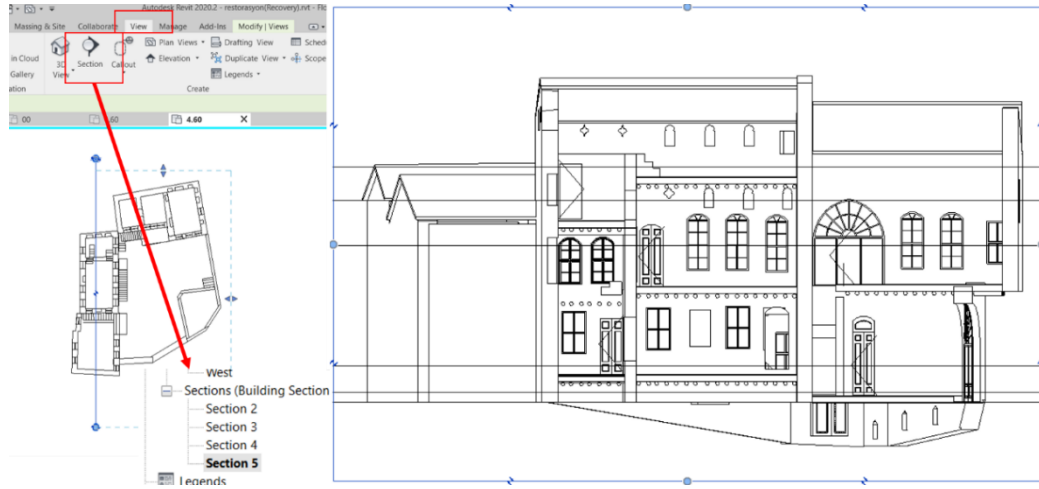 Autodesk Revit 2020.2 - restorasyon(Recovery).rvt - Flo
Massing & Site Collaborate View Manage Add-Ins Modify | Views
in Cloud
Gallery
3D
View
Section
Callout
Plan Views
Elevation
Drafting View
Duplicate View
Legends
Sched
Scope
Create
00 .60 4.60 X
West
Sections (Building Section
Section 2
Section 3
Section 4
Section 5
Legends